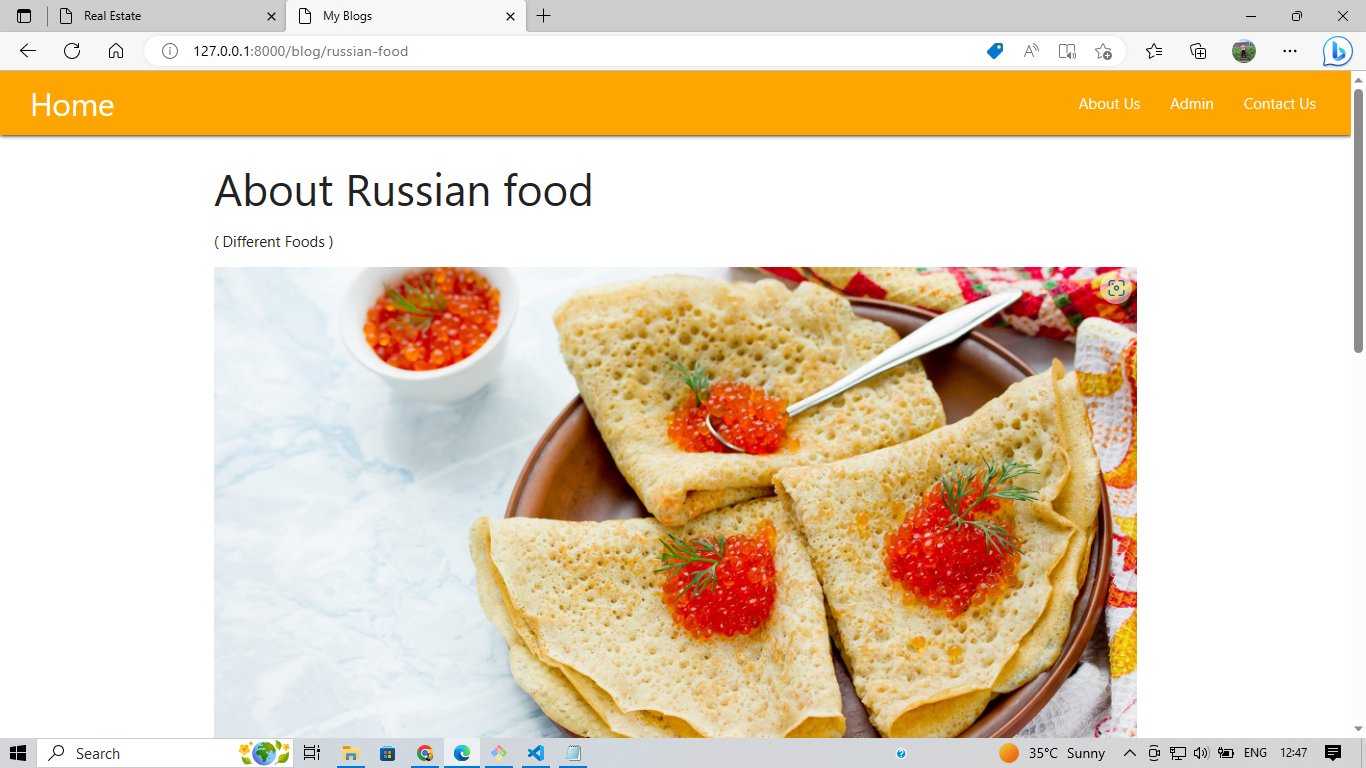 Real Estate
My Blogs
127.0.0.1:8000/blog/russian-food
Home
About Us
Admin
Contact Us
About Russian food
( Different Foods )
Search
35°C Sunny
ENG
12:47